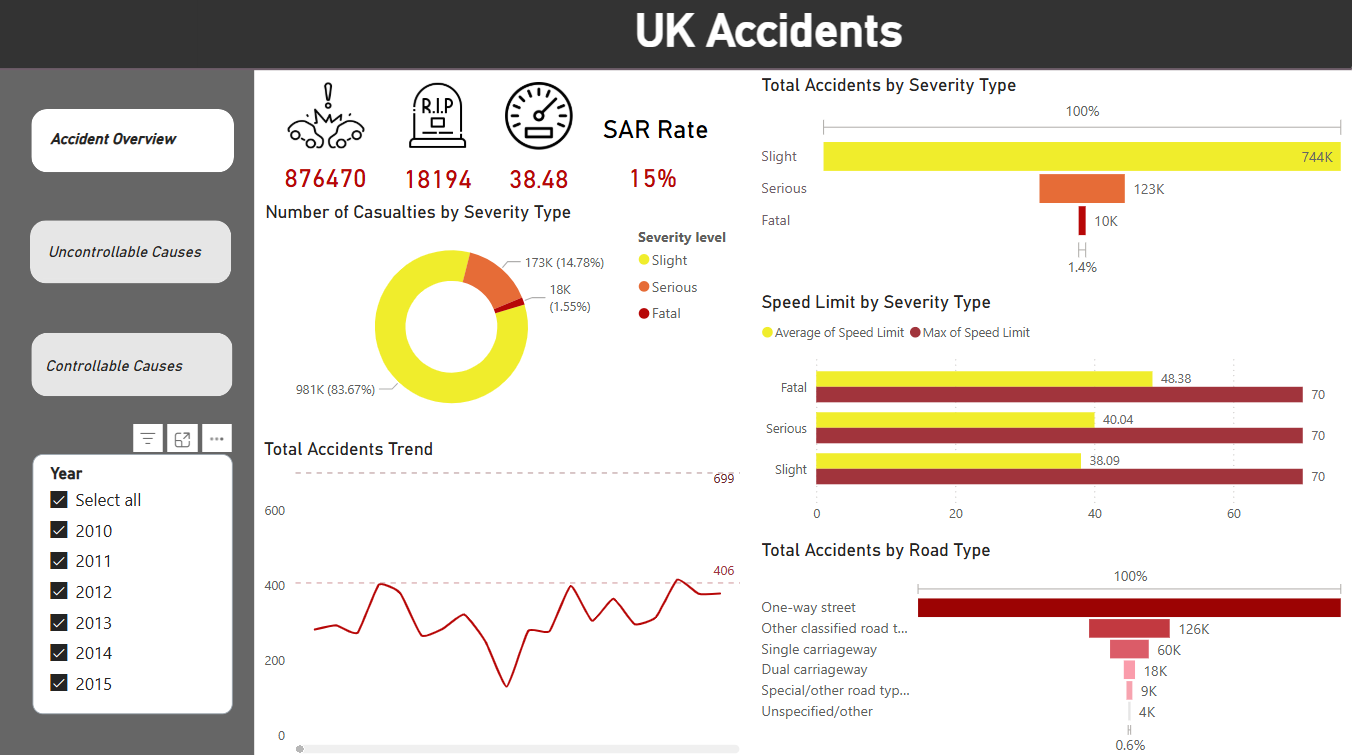 UK Accidents
Accident Overview
Uncontrollable Causes
Controllable Causes
Year
Select all
2010
2011
2012
2013
2014
2015
R.I.P
SAR Rate
876470
18194
38.48
15%
Number of Casualties by Severity Type
Severity level
Slight
Serious
Fatal
173K (14.78%)
18K
(1.55%)
981K (83.67%)
Total Accidents Trend
699
600
406
400
200
0
Total Accidents by Severity Type
100%
Slight 744K
Serious 123K
Fatal 10K
1.4%
Speed Limit by Severity Type
Average of Speed Limit Max of Speed Limit
Fatal 48.38
70
Serious 40.04
70
Slight 38.09
70
0 20 40 60
Total Accidents by Road Type
100%
One-way street
Other classified road t... 126K
Single carriageway 60K
Dual carriageway 18K
Special/other road typ... 9K
Unspecified/other 4K
0.6%